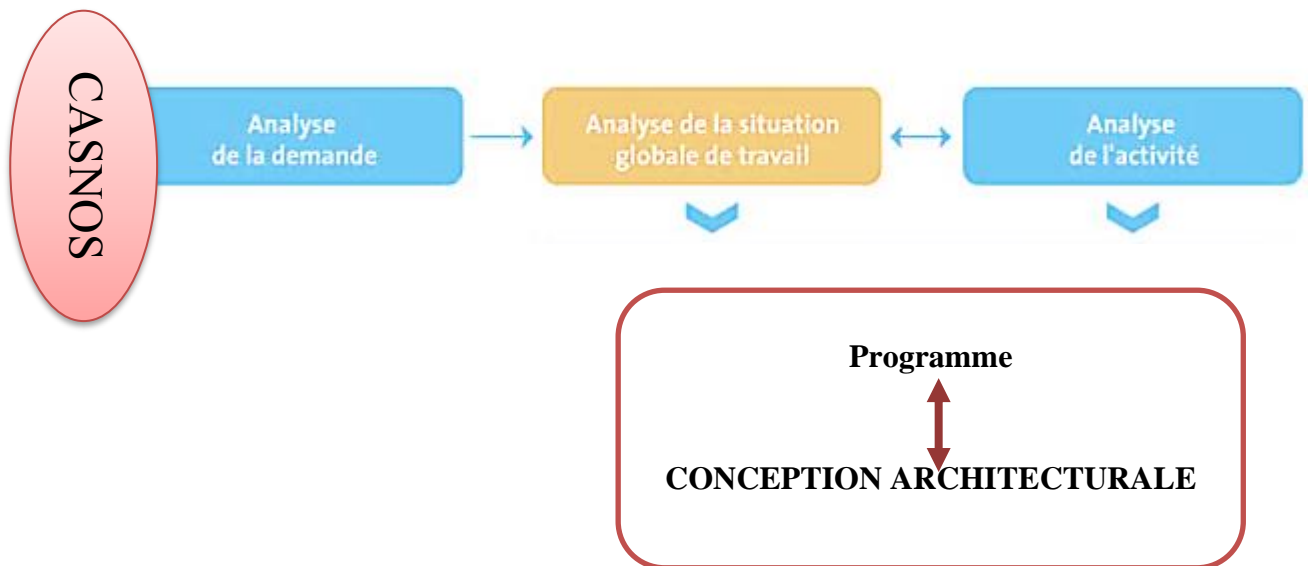 CASNOS
Analyse
de la demande
Analyse de la situation
globale de travail
Analyse
de l'activité
Programme
CONCEPTION ARCHITECTURALE